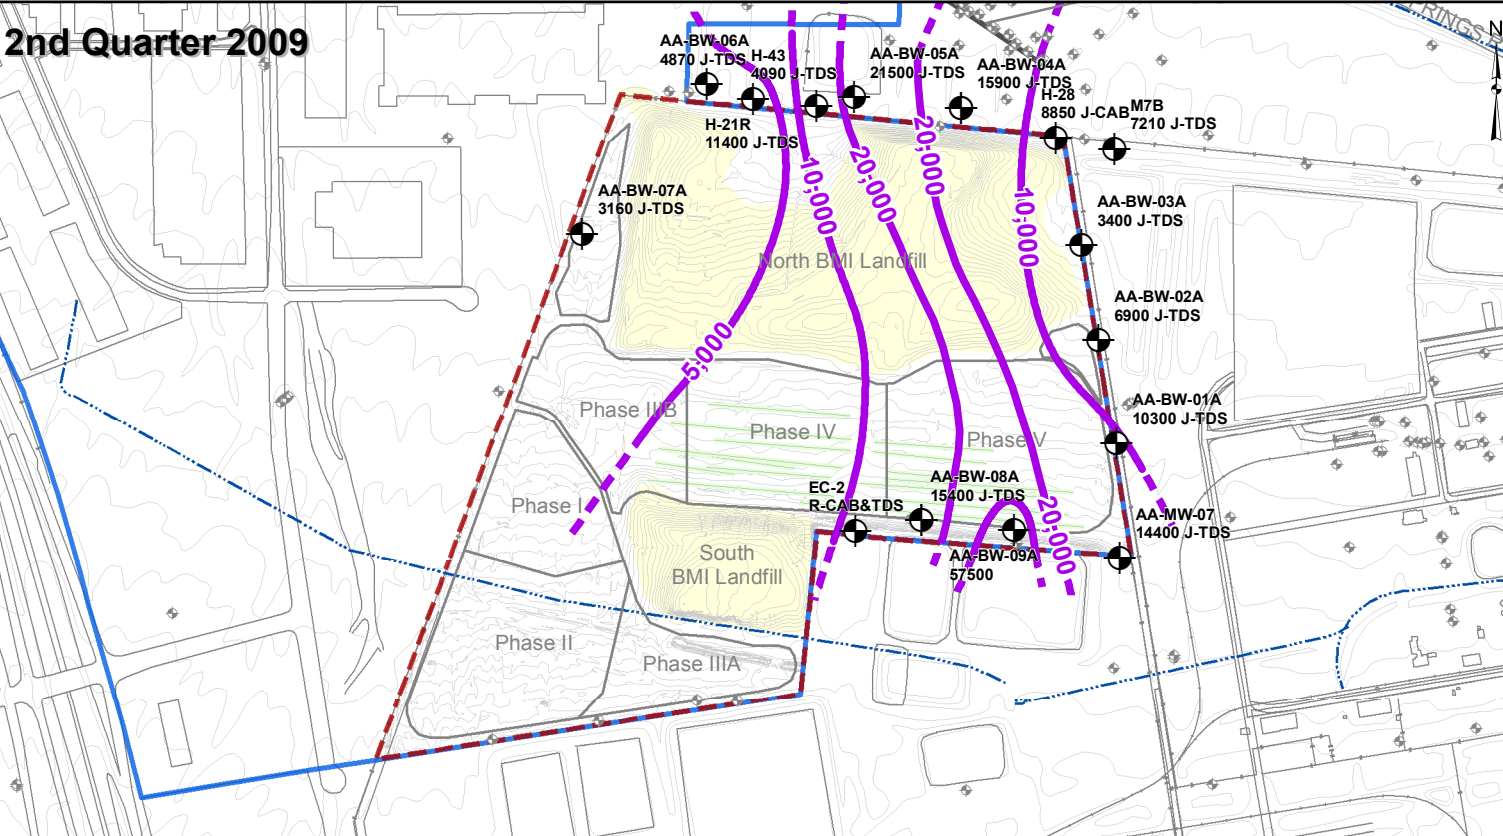 2nd Quarter 2009
PRINGS R
N
AA-BW-06A
4870 J-TDS
H-43
4090 J-TDS
AA-BW-05A
21500 J-TDS
AA-BW-04A
15900 J-TDS
H-28
8850 J-CAB
M7B
7210 J-TDS
H-21R
11400 J-TDS
AA-BW-07A
3160 J-TDS
10,000
20,000
20,000
10,000
AA-BW-03A
3400 J-TDS
North BMI Landfill
AA-BW-02A
6900 J-TDS
5,000
Phase IIIB
Phase IV
Phase V
AA-BW-01A
10300 J-TDS
Phase I
EC-2
R-CAB&TDS
AA-BW-08A
15400 J-TDS
20,000
AA-MW-07
14400 J-TDS
South
BMI Landfill
AA-BW-09A
57500
Phase II
Phase IIIA